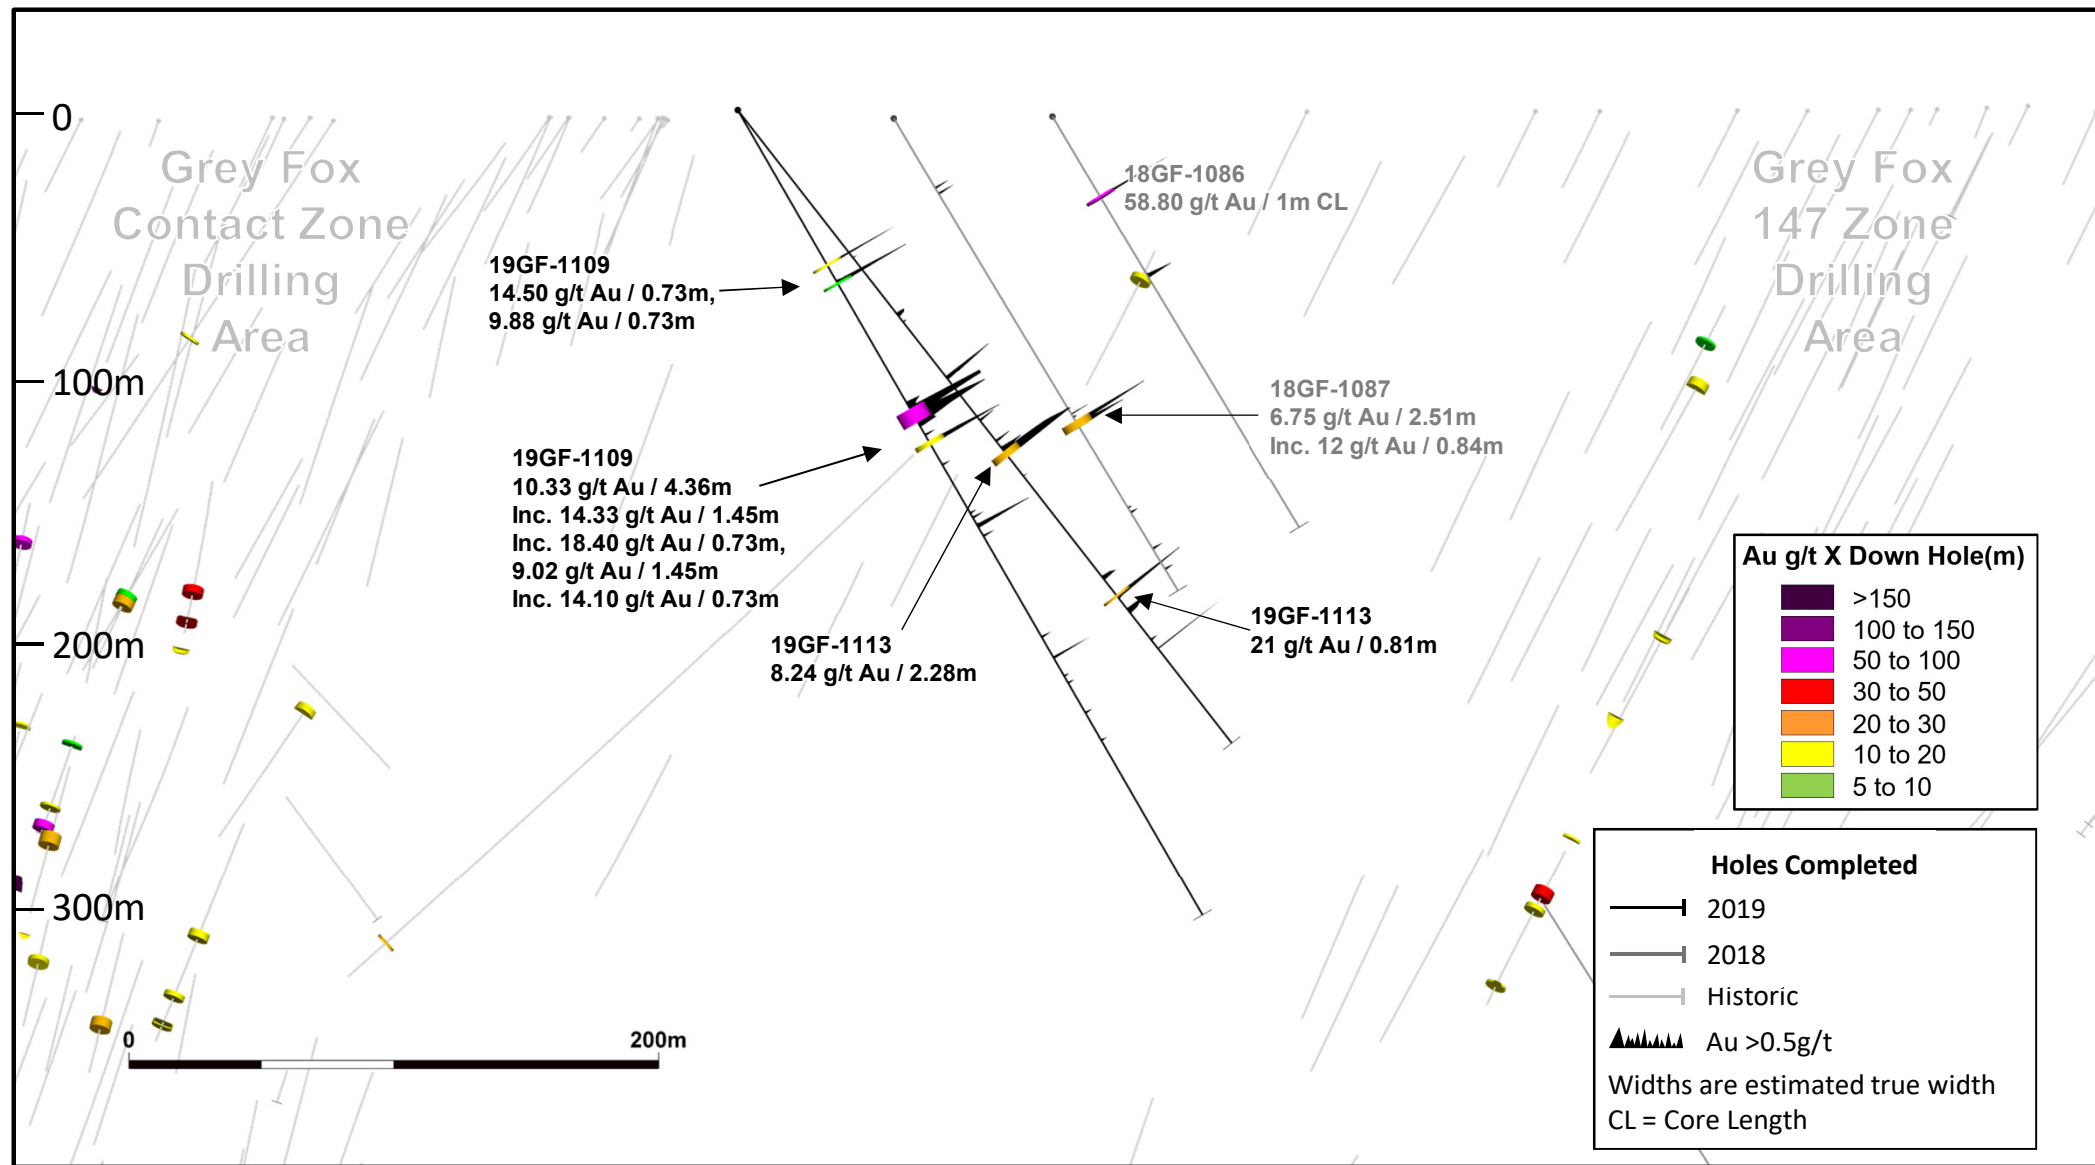 0
100m
200m
300m
Grey Fox
Contact Zone
Drilling
Area
Grey Fox
147 Zone
Drilling
Area
18GF-1086
58.80 g/t Au / 1m CL
19GF-1109
14.50 g/t Au / 0.73m,
9.88 g/t Au / 0.73m
18GF-1087
6.75 g/t Au / 2.51m
Inc. 12 g/t Au / 0.84m
19GF-1109
10.33 g/t Au / 4.36m
Inc. 14.33 g/t Au / 1.45m
Inc. 18.40 g/t Au / 0.73m,
9.02 g/t Au / 1.45m
Inc. 14.10 g/t Au / 0.73m
19GF-1113
8.24 g/t Au / 2.28m
19GF-1113
21 g/t Au / 0.81m
Au g/t X Down Hole(m)
>150
100 to 150
50 to 100
30 to 50
20 to 30
10 to 20
5 to 10
Holes Completed
2019
2018
Historic
Au >0.5g/t
Widths are estimated true width
CL = Core Length
0 200m